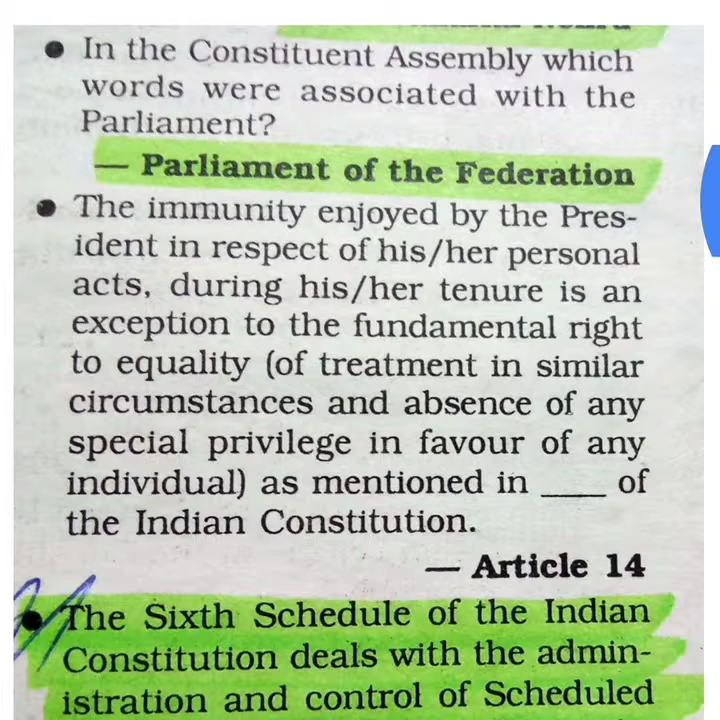 • In the Constituent Assembly which
words were associated with the
Parliament?
— Parliament of the Federation
• The immunity enjoyed by the Pres-
ident in respect of his/her personal
acts, during his/her tenure is an
exception to the fundamental right
to equality (of treatment in similar
circumstances and absence of any
special privilege in favour of any
individual) as mentioned in ____ of
the Indian Constitution.
— Article 14
• The Sixth Schedule of the Indian
Constitution deals with the admin-
istration and control of Scheduled